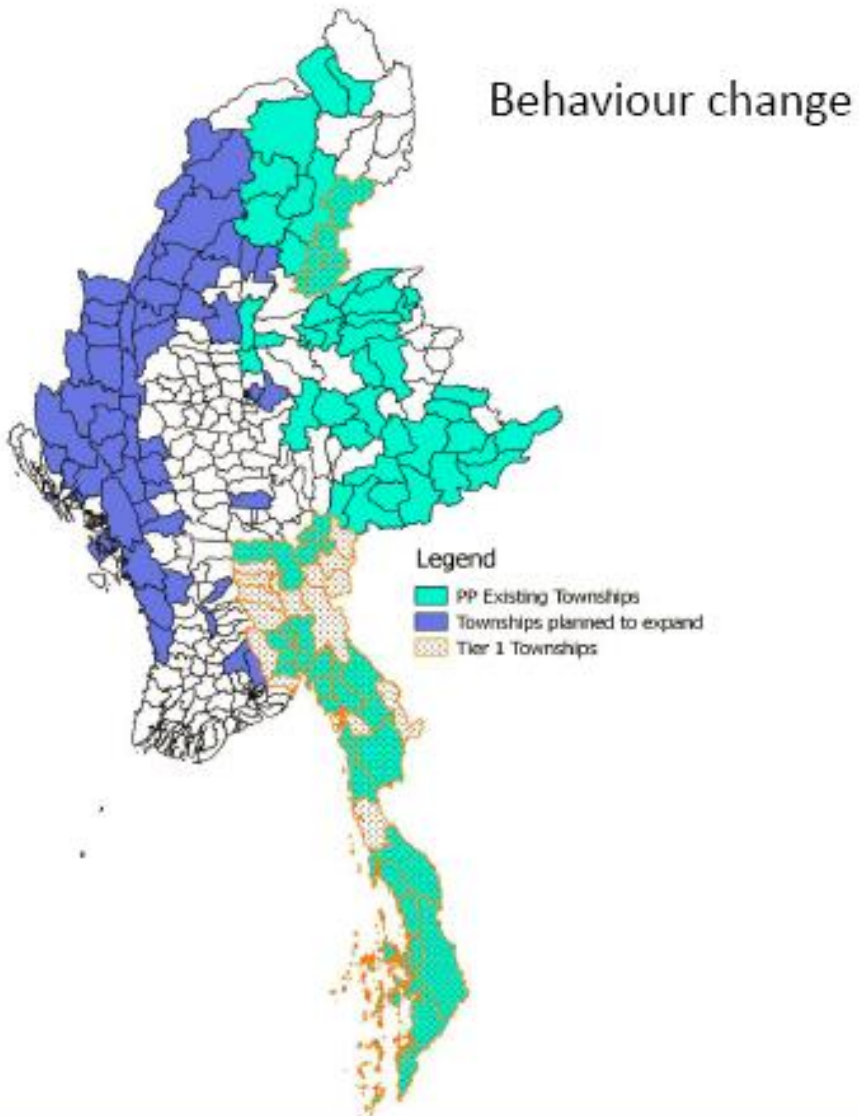 Behaviour change
Legend
PP Existing Townships
Townships planned to expand
Tier 1 Townships